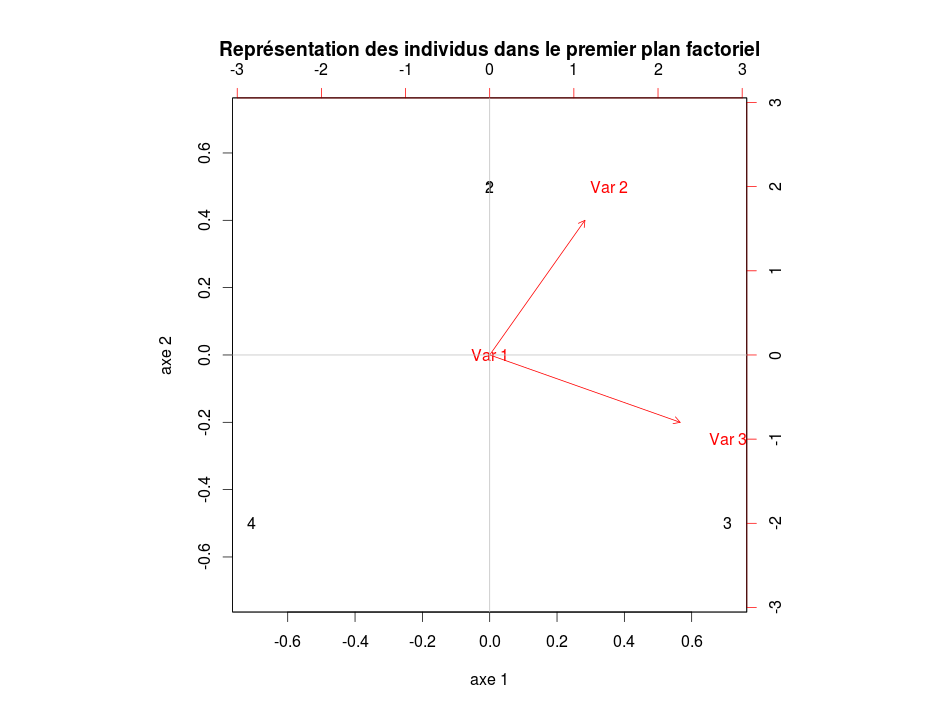 Représentation des individus dans le premier plan factoriel
-3 -2 -1 0 1 2 3
3
0.6
2
Var 2
2
0.4
1
0.2
axe 2
0.0
Var 1
0
-0.2
Var 3
-1
-0.4
4
3
-2
-0.6
-3
-0.6 -0.4 -0.2 0.0 0.2 0.4 0.6
axe 1